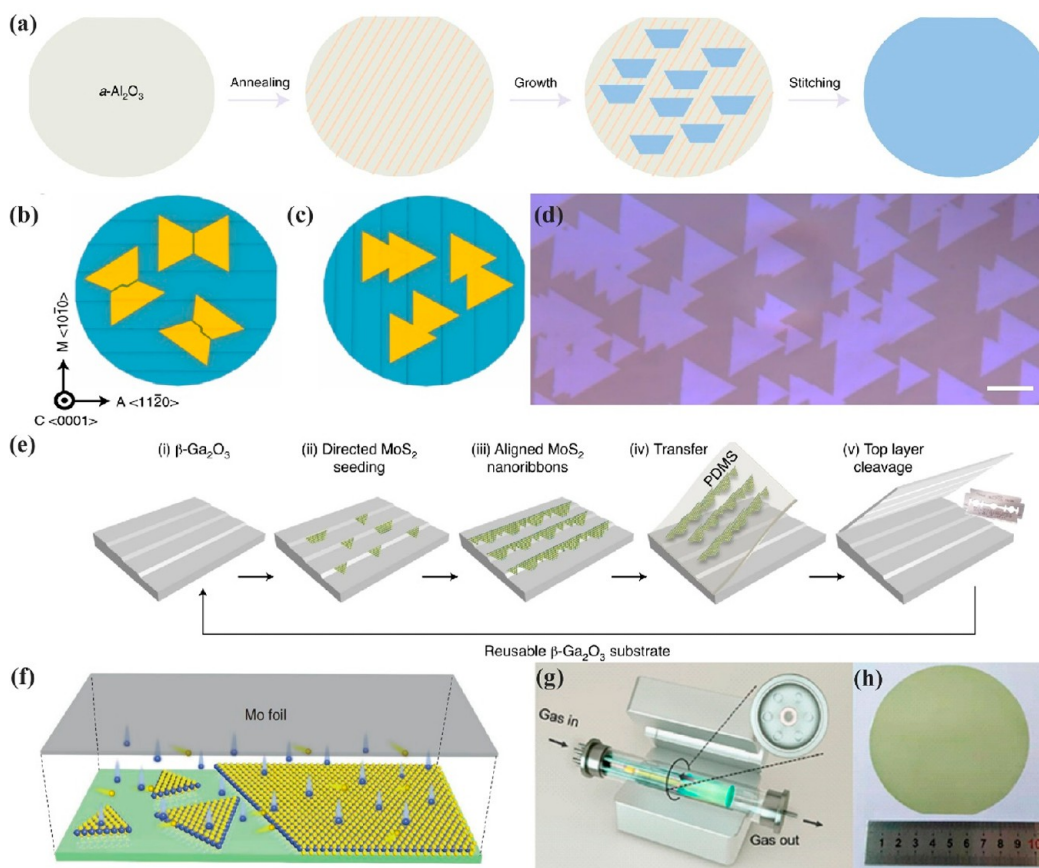 (a)
a-Al₂O₃
Annealing
Growth
Stitching
(b)
M <101̄0>
C <0001>
A <112̄0>
(c)
(d)
(e)
(i) β-Ga₂O₃
(ii) Directed MoS₂
seeding
(iii) Aligned MoS₂
nanoribbons
(iv) Transfer
PDMS
(v) Top layer
cleavage
Reusable β-Ga₂O₃ substrate
(f)
Mo foil
(g)
Gas in
Gas out
(h)
1 2 3 4 5 6 7 8 9 10